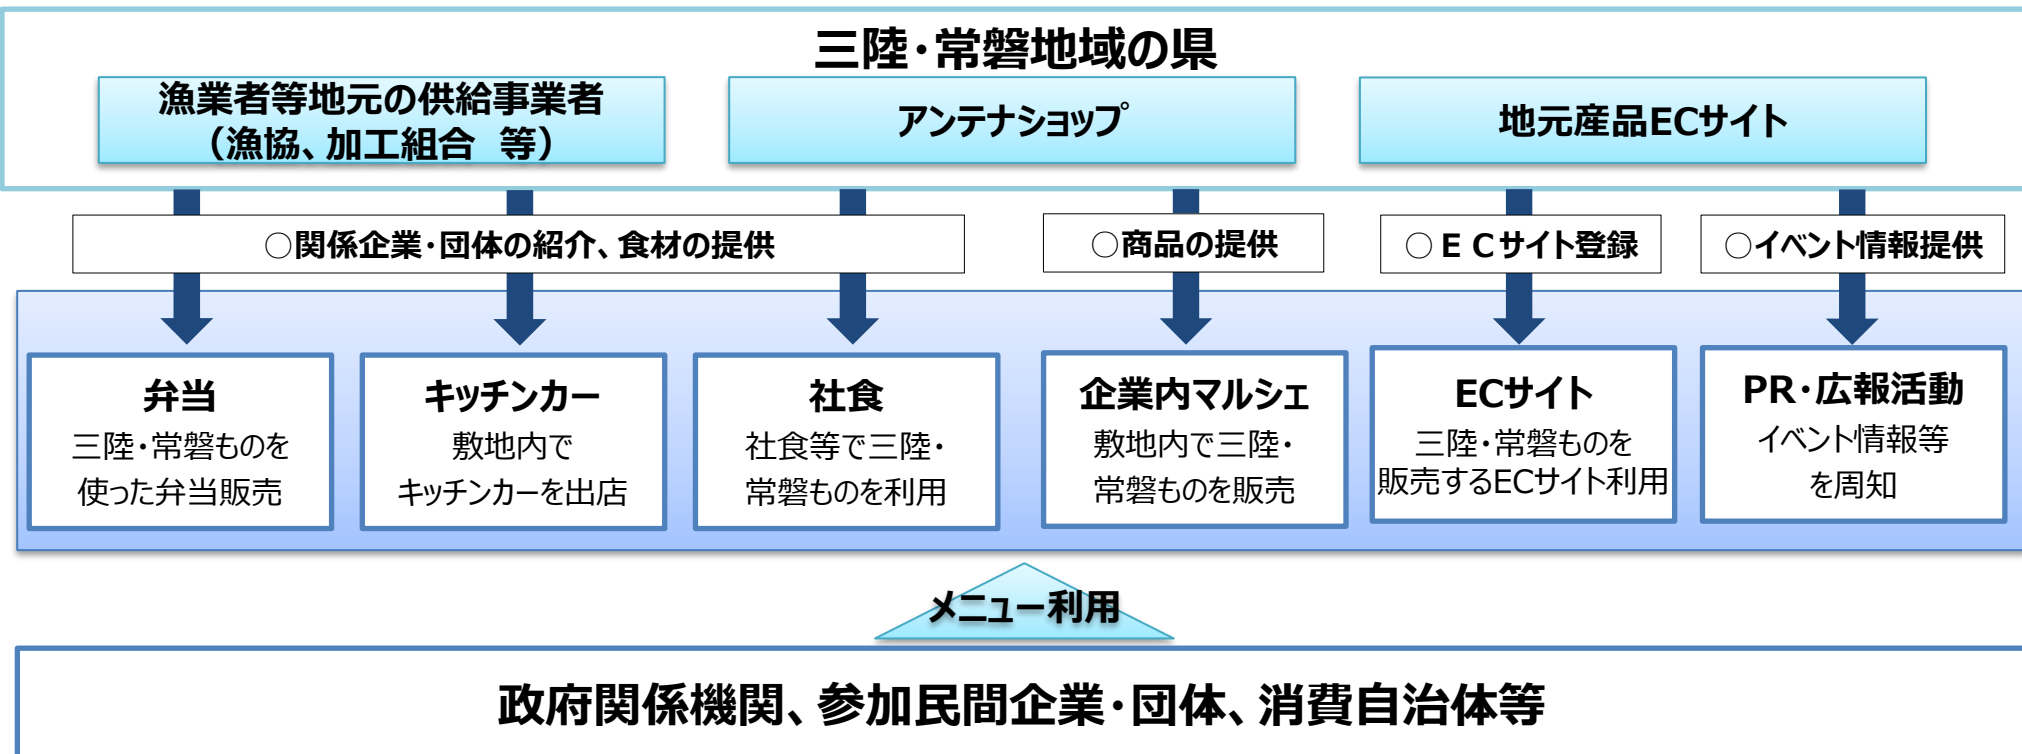 三陸・常磐地域の県
漁業者等地元の供給事業者
（漁協、加工組合　等）
アンテナショップ
地元産品ECサイト
○関係企業・団体の紹介、食材の提供
○商品の提供
○ＥＣサイト登録
○イベント情報提供
弁当
三陸・常磐ものを
使った弁当販売
キッチンカー
敷地内で
キッチンカーを出店
社食
社食等で三陸・
常磐ものを利用
企業内マルシェ
敷地内で三陸・
常磐ものを販売
ECサイト
三陸・常磐ものを
販売するECサイト利用
PR・広報活動
イベント情報等
を周知
メニュー利用
政府関係機関、参加民間企業・団体、消費自治体等